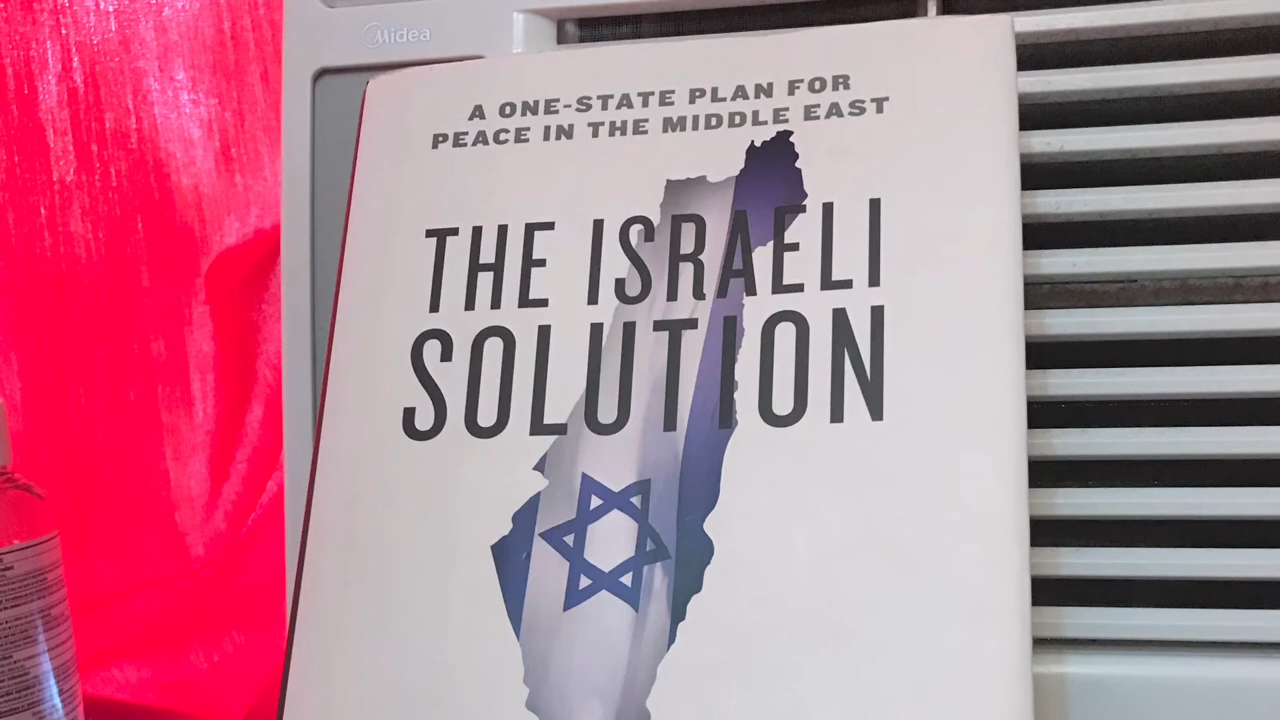 Midea
A ONE-STATE PLAN FOR
PEACE IN THE MIDDLE EAST
THE ISRAELI
SOLUTION